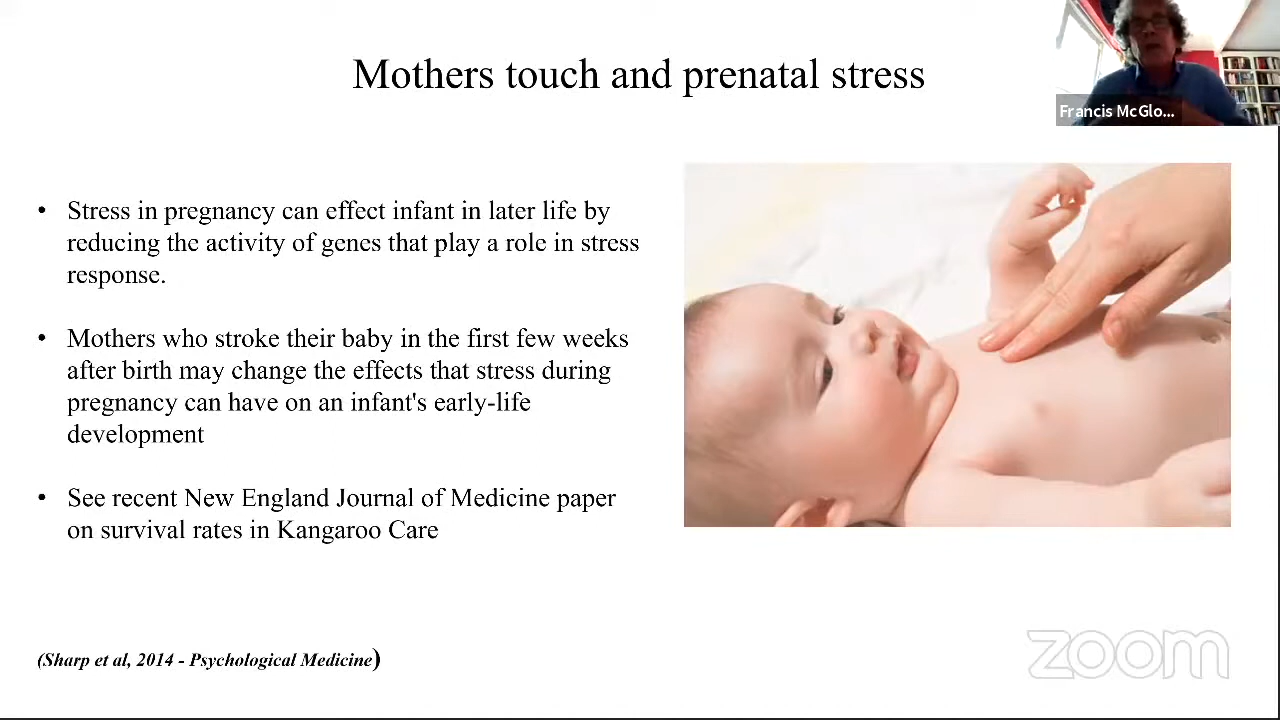 Mothers touch and prenatal stress
Francis McGlo...
• Stress in pregnancy can effect infant in later life by
reducing the activity of genes that play a role in stress
response.
• Mothers who stroke their baby in the first few weeks
after birth may change the effects that stress during
pregnancy can have on an infant's early-life
development
• See recent New England Journal of Medicine paper
on survival rates in Kangaroo Care
(Sharp et al, 2014 - Psychological Medicine)
zoom